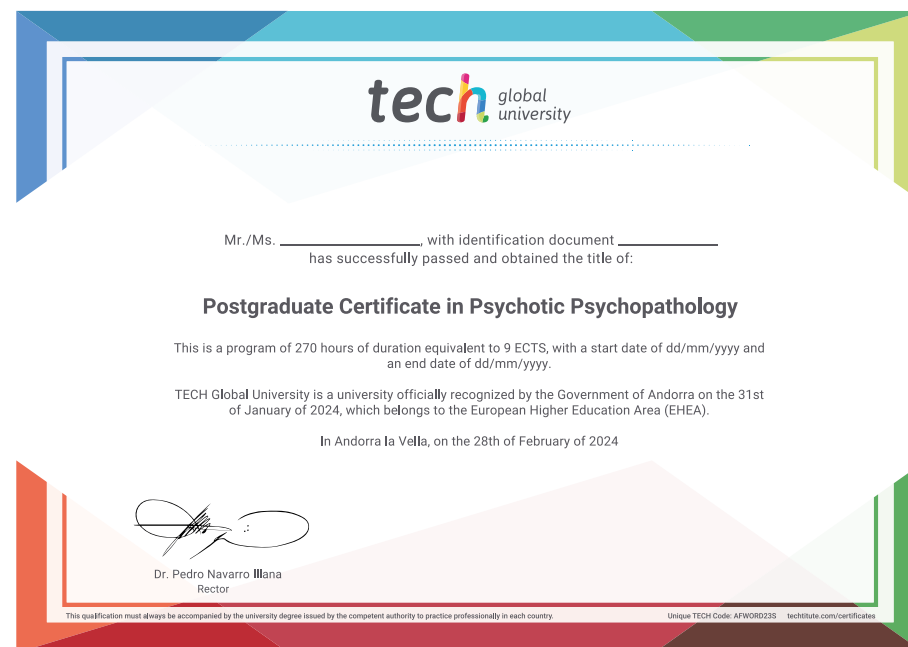 tech global
university
Mr./Ms. ____________________, with identification document ______________
has successfully passed and obtained the title of:
Postgraduate Certificate in Psychotic Psychopathology
This is a program of 270 hours of duration equivalent to 9 ECTS, with a start date of dd/mm/yyyy and
an end date of dd/mm/yyyy.
TECH Global University is a university officially recognized by the Government of Andorra on the 31st
of January of 2024, which belongs to the European Higher Education Area (EHEA).
In Andorra la Vella, on the 28th of February of 2024
Dr. Pedro Navarro Illana
Rector
This qualification must always be accompanied by the university degree issued by the competent authority to practice professionally in each country.
Unique TECH Code: AFWORD23S techtitute.com/certificates